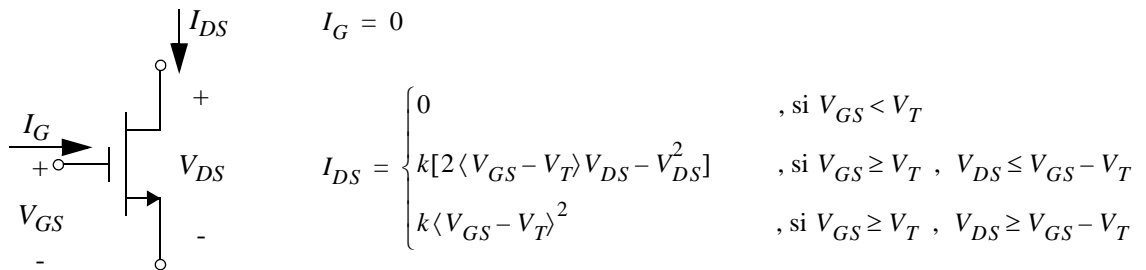 I_DS
I_G = 0
+
I_G
+
V_DS
V_GS
-
-
I_DS = { 0 , si V_GS < V_T
k[2⟨V_GS – V_T⟩V_DS – V_DS^2] , si V_GS ≥ V_T , V_DS ≤ V_GS – V_T
k⟨V_GS – V_T⟩^2 , si V_GS ≥ V_T , V_DS ≥ V_GS – V_T